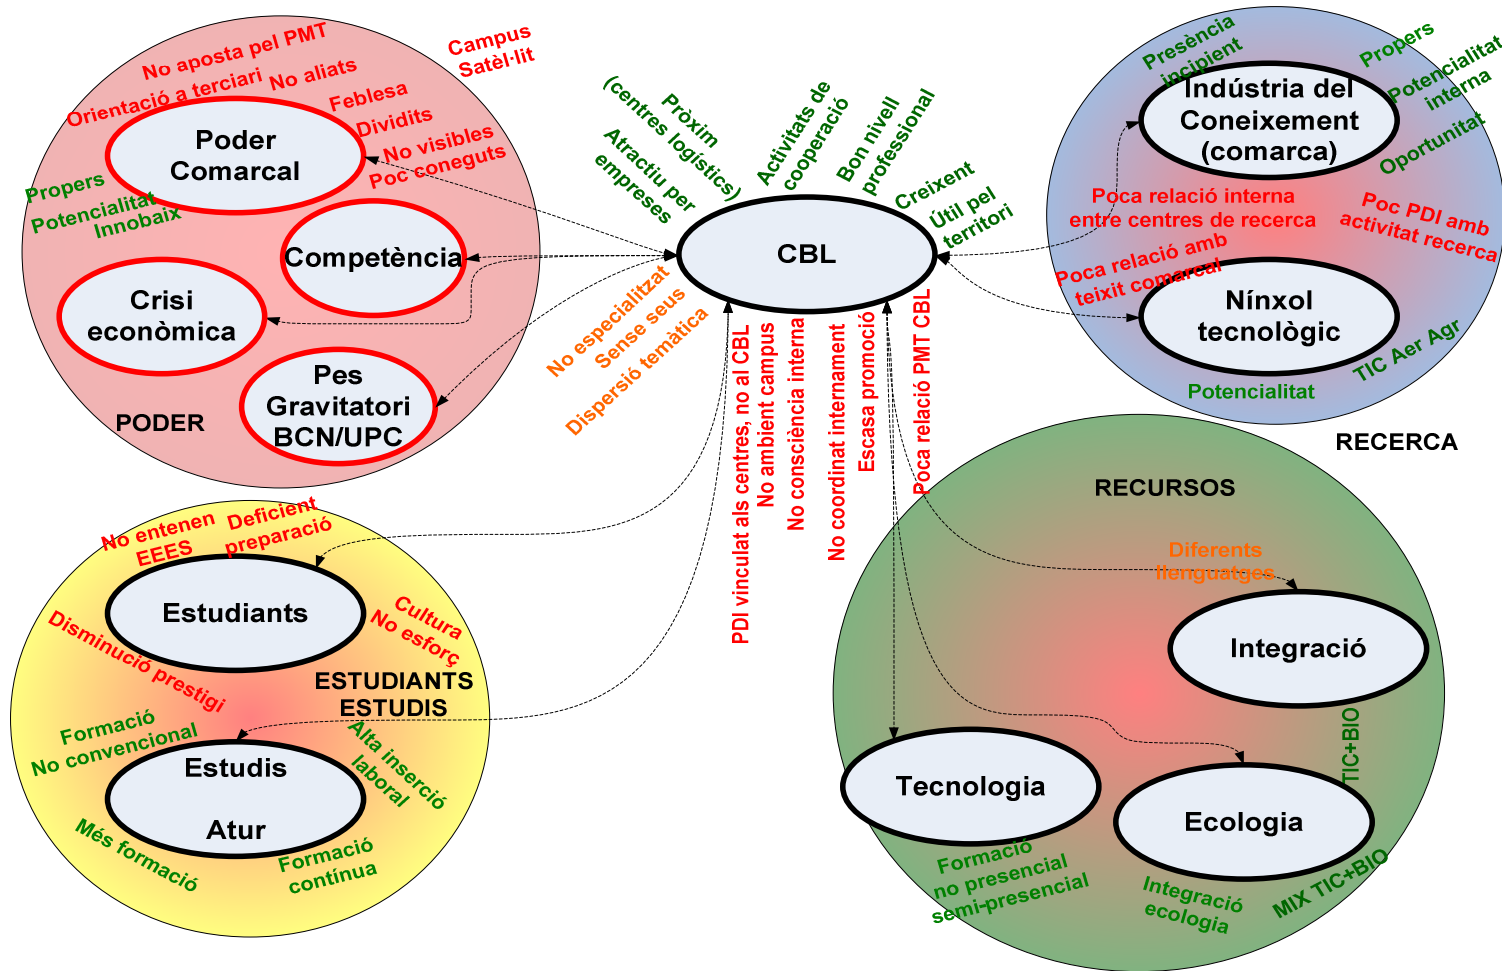 No aposta pel PMT
Orientació a terciari
No aliats
Campus
Satèl·lit
Feblesa
Dividits
No visibles
Poc coneguts
Poder
Comarcal
Propers
Potencialitat
Innobaix
Competència
Crisi
econòmica
Pes
Gravitatori
BCN/UPC
PODER
Pròxim
(centres logístics)
Atractiu per
empreses
Activitats de
cooperació
Bon nivell
professional
Creixent
Útil pel
territori
CBL
No especialitzat
Sense seus
Dispersió temàtica
PDI vinculat als centres, no al CBL
No ambient campus
No consciència interna
No coordinat internament
Escasa promoció
Poca relació PMT CBL
Presència
incipient
Propers
Potencialitat
interna
Oportunitat
Indústria del
Coneixement
(comarca)
Poca relació interna
entre centres de recerca
Poc PDI amb
activitat recerca
Poca relació amb
teixit comarcal
Nínxol
tecnològic
TIC Aer Agr
Potencialitat
RECERCA
No entenen
EEES
Deficient
preparació
Estudiants
Cultura
No esforç
Disminució prestigi
ESTUDIANTS
ESTUDIS
Formació
No convencional
Alta inserció
laboral
Estudis
Atur
Més formació
Formació
contínua
RECURSOS
Diferents
llenguatges
Integració
TIC+BIO
Tecnologia
Ecologia
Formació
no presencial
semi-presencial
Integració
ecologia
MIX TIC+BIO